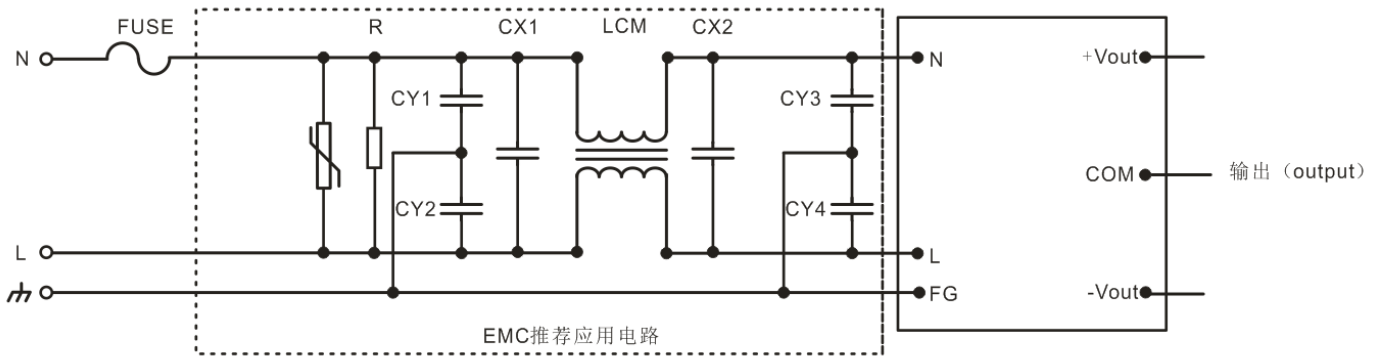 FUSE
R
CX1
LCM
CX2
N
N
+Vout
CY1
CY3
COM
输出（output）
CY2
CY4
L
L
FG
-Vout
EMC推荐应用电路